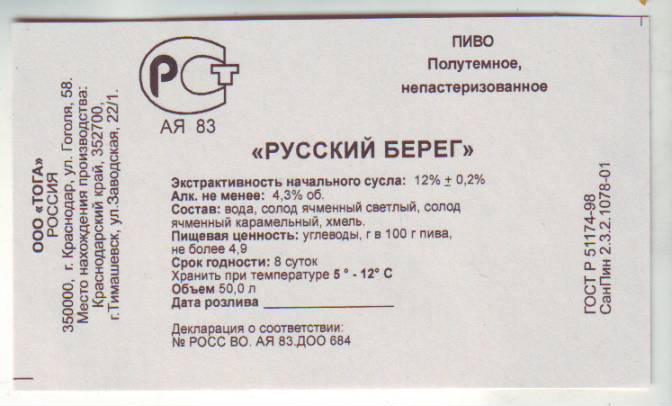 ООО «ТОГА»
РОССИЯ
350000, г. Краснодар, ул. Гоголя, 58.
Место нахождения производства:
Краснодарский край, 352700,
г.Тимашевск, ул.Заводская, 22/1.
РСТ
АЯ 83
ПИВО
Полутемное,
непастеризованное
«РУССКИЙ БЕРЕГ»
Экстрактивность начального сусла: 12% ± 0,2%
Алк. не менее: 4,3% об.
Состав: вода, солод ячменный светлый, солод
ячменный карамельный, хмель.
Пищевая ценность: углеводы, г в 100 г пива,
не более 4,9
Срок годности: 8 суток
Хранить при температуре 5 ° - 12° С
Объем 50,0 л
Дата розлива ____________________
Декларация о соответствии:
№ РОСС ВО. АЯ 83.ДОО 684
ГОСТ Р 51174-98
СанПин 2.3.2.1078-01